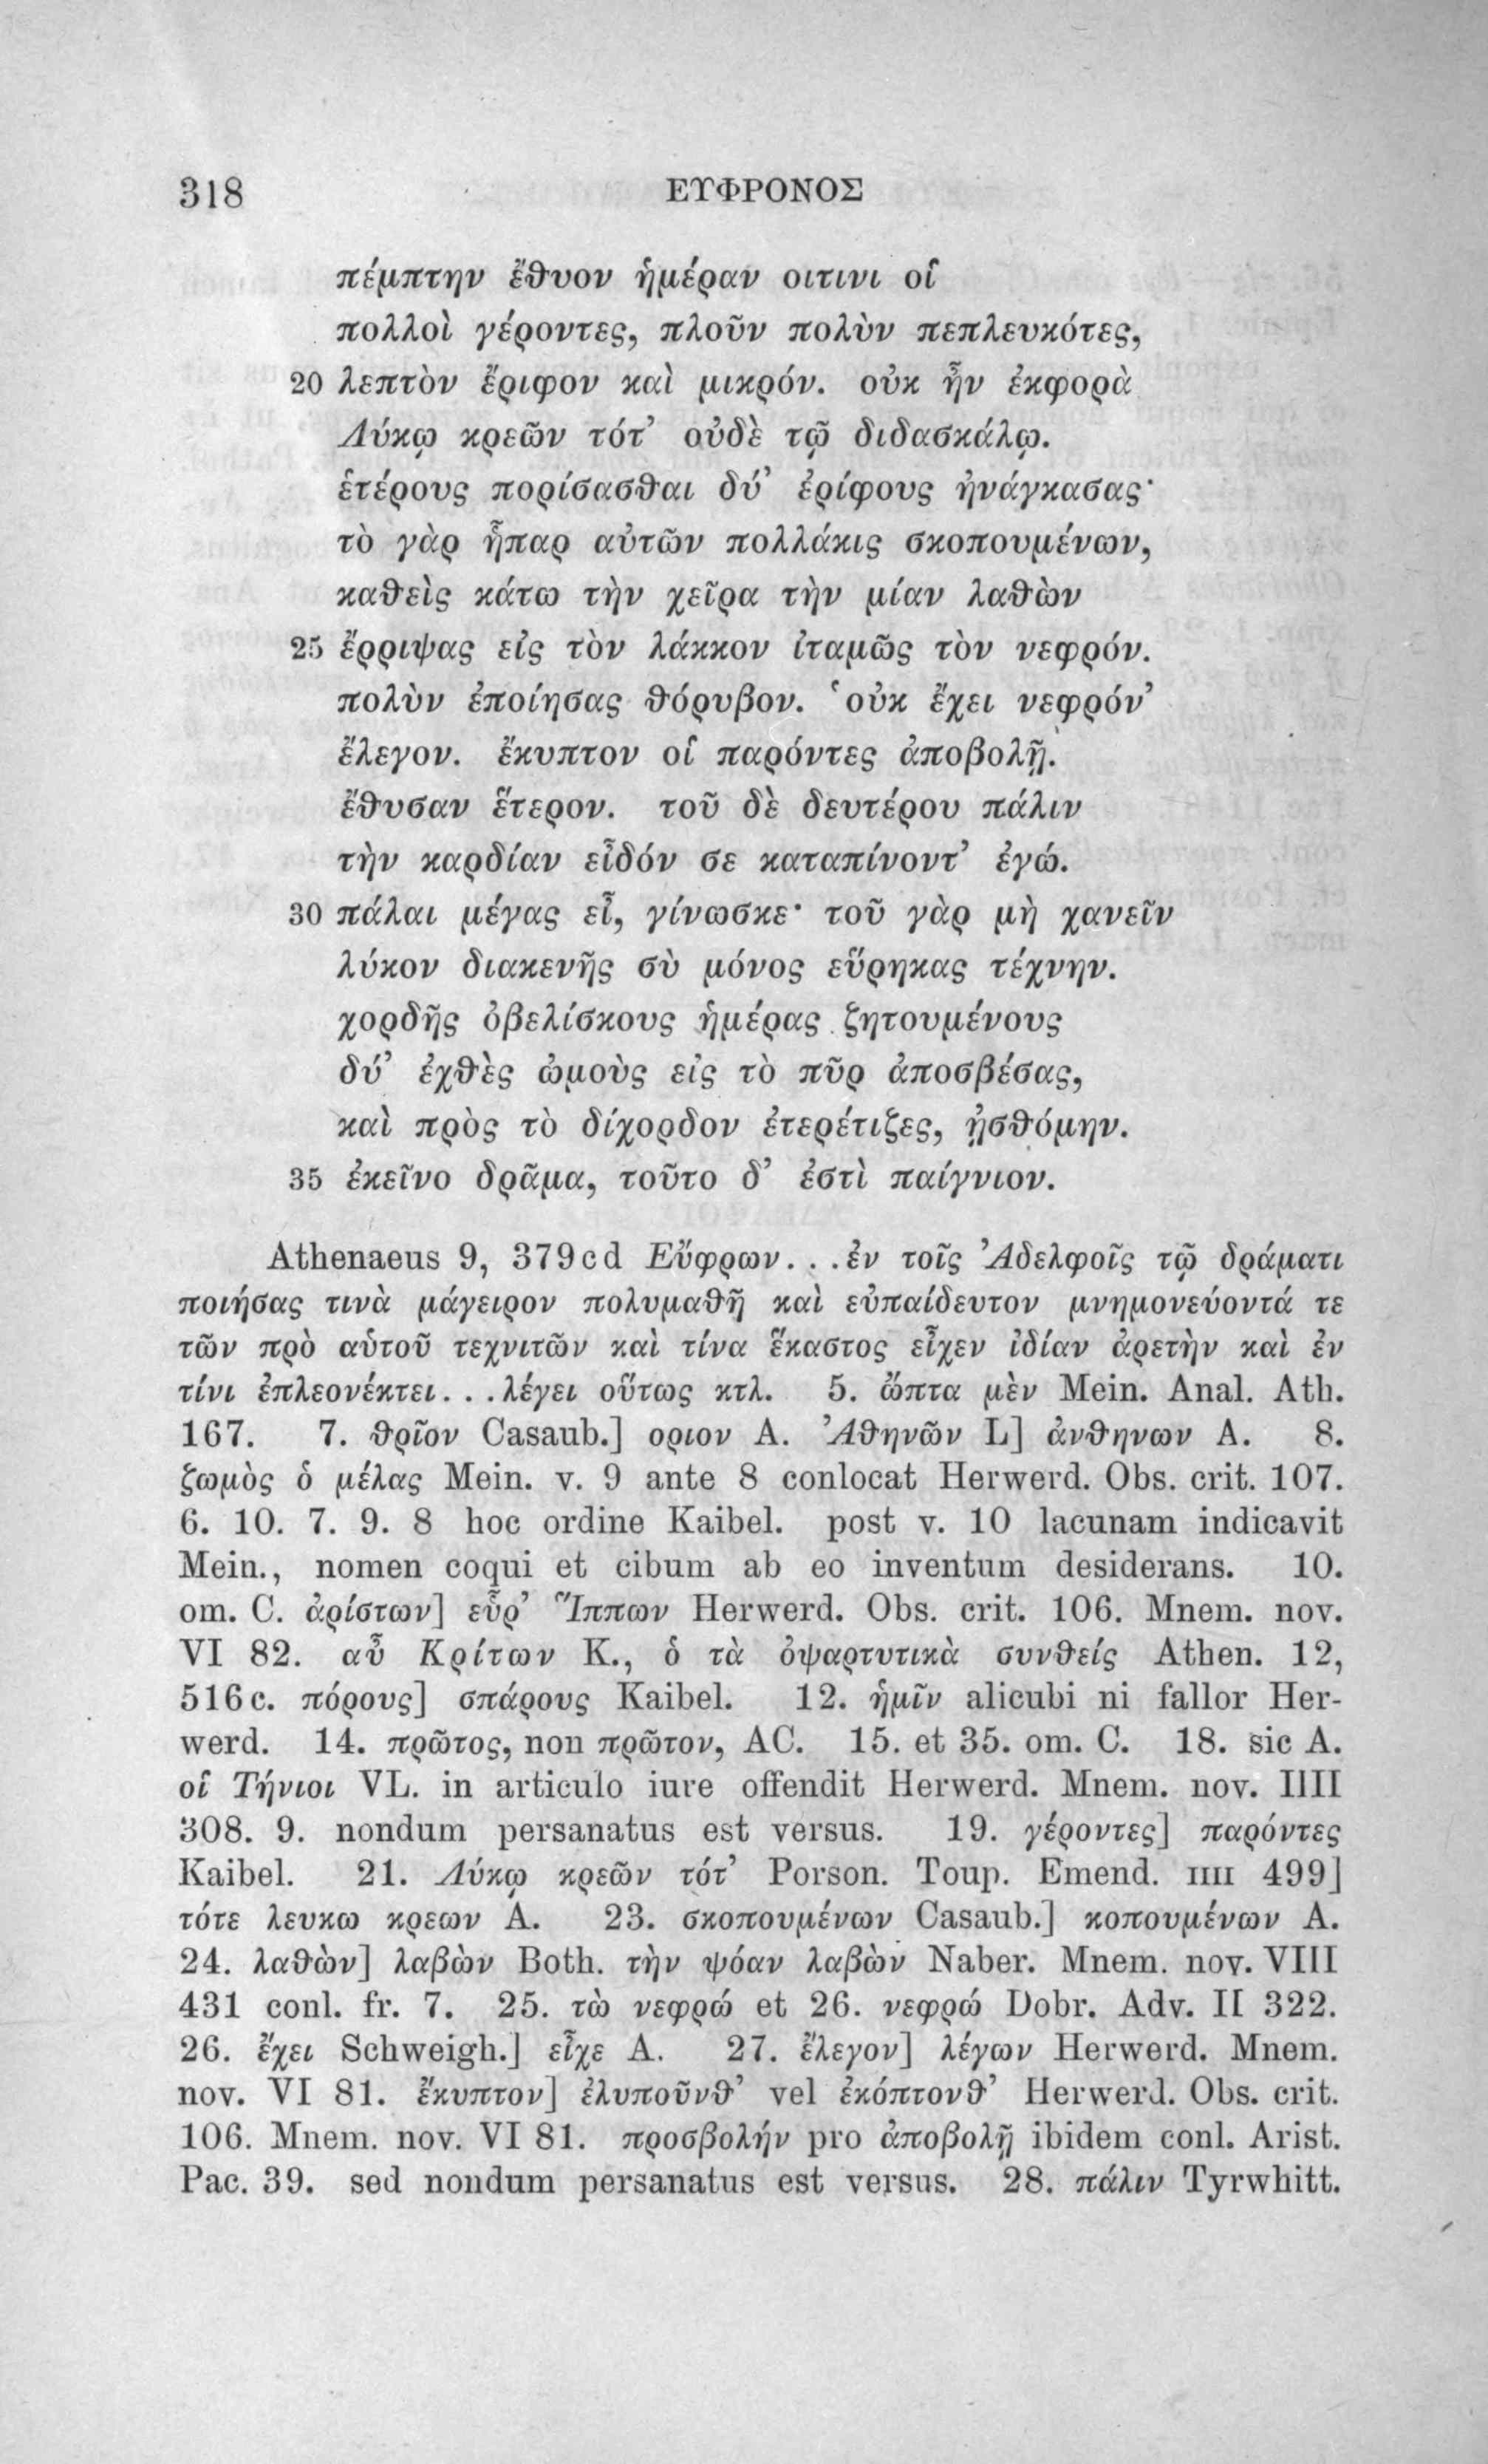 318 ΕΥΦΡΟΝΟΣ
πέμπτην ἔθυον ἡμέραν οιτινι οἱ
πολλοὶ γέροντες, πλοῦν πολὺν πεπλευκότες,
20 λεπτὸν ἔριφον καὶ μικρόν. οὐκ ἦν ἐκφορὰ
Λύκῳ κρεῶν τότ’ οὐδὲ τῷ διδασκάλῳ.
ἑτέρους πορίσασθαι δύ’ ἐρίφους ἠνάγκασας·
τὸ γὰρ ἧπαρ αὐτῶν πολλάκις σκοπουμένων,
καθεὶς κάτω τὴν χεῖρα τὴν μίαν λαθὼν
25 ἔρριψας εἰς τὸν λάκκον ἰταμῶς τὸν νεφρόν.
πολὺν ἐποίησας θόρυβον. ‘οὐκ ἔχει νεφρόν’
ἔλεγον. ἔκυπτον οἱ παρόντες ἀποβολῇ.
ἔθυσαν ἕτερον. τοῦ δὲ δευτέρου πάλιν
τὴν καρδίαν εἶδόν σε καταπίνοντ’ ἐγώ.
30 πάλαι μέγας εἶ, γίνωσκε· τοῦ γὰρ μὴ χανεῖν
λύκον διακενῆς σὺ μόνος εὕρηκας τέχνην.
χορδῆς ὀβελίσκους ἡμέρας ζητουμένους
δύ’ ἐχθὲς ὠμοὺς εἰς τὸ πῦρ ἀποσβέσας,
καὶ πρὸς τὸ δίχορδον ἐτερέτιζες, ᾐσθόμην.
35 ἐκεῖνο δρᾶμα, τοῦτο δ’ ἐστὶ παίγνιον.
Athenaeus 9, 379cd Εὔφρων...ἐν τοῖς Ἀδελφοῖς τῷ δράματι
ποιήσας τινὰ μάγειρον πολυμαθῆ καὶ εὐπαίδευτον μνημονεύοντά τε
τῶν πρὸ αὑτοῦ τεχνιτῶν καὶ τίνα ἕκαστος εἶχεν ἰδίαν ἀρετὴν καὶ ἐν
τίνι ἐπλεονέκτει...λέγει οὕτως κτλ. 5. ὤπτα μὲν Mein. Anal. Ath.
167. 7. θρῖον Casaub.] οριον A. Ἀθηνῶν L] ἀνθηνων A. 8.
ζωμὸς ὁ μέλας Mein. v. 9 ante 8 conlocat Herwerd. Obs. crit. 107.
6. 10. 7. 9. 8 hoc ordine Kaibel. post v. 10 lacunam indicavit
Mein., nomen coqui et cibum ab eo inventum desiderans. 10.
om. C. ἀρίστων] εὗρ’ Ἵππων Herwerd. Obs. crit. 106. Mnem. nov.
VI 82. αὖ Κρίτων K., ὁ τὰ ὀψαρτυτικὰ συνθείς Athen. 12,
516c. πόρους] σπάρους Kaibel. 12. ἡμῖν alicubi ni fallor Her-
werd. 14. πρῶτος, non πρῶτον, AC. 15. et 35. om. C. 18. sic A.
οἱ Τήνιοι VL. in articulo iure offendit Herwerd. Mnem. nov. IIII
308. 9. nondum persanatus est versus. 19. γέροντες] παρόντες
Kaibel. 21. Λύκῳ κρεῶν τότ’ Porson. Toup. Emend. IIII 499]
τότε λευκω κρεων A. 23. σκοπουμένων Casaub.] κοπουμένων A.
24. λαθὼν] λαβὼν Both. τὴν ψόαν λαβὼν Naber. Mnem. nov. VIII
431 conl. fr. 7. 25. τὼ νεφρώ et 26. νεφρώ Dobr. Adv. II 322.
26. ἔχει Schweigh.] εἶχε A. 27. ἔλεγον] λέγων Herwerd. Mnem.
nov. VI 81. ἔκυπτον] ἐλυποῦνθ’ vel ἐκόπτονθ’ Herwerd. Obs. crit.
106. Mnem. nov. VI 81. προσβολήν pro ἀποβολῇ ibidem conl. Arist.
Pac. 39. sed nondum persanatus est versus. 28. πάλιν Tyrwhitt.